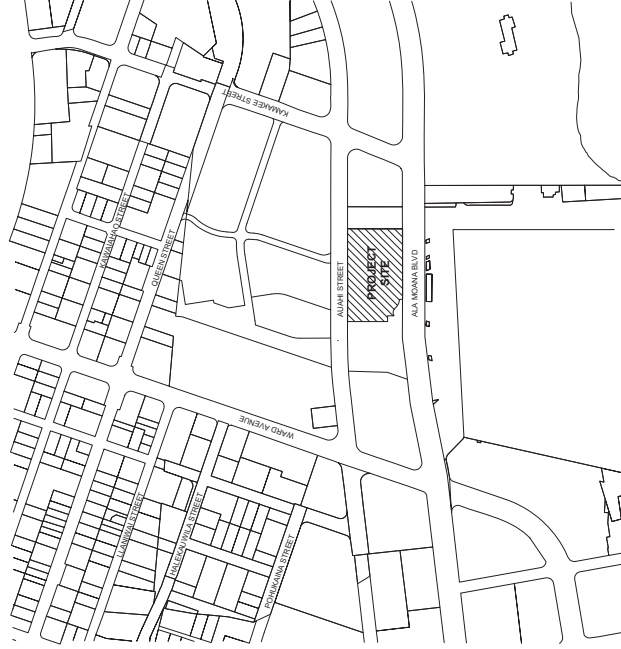 KAMAKEE STREET
KAWAIAHAO STREET
QUEEN STREET
AUAHI STREET
PROJECT
SITE
ALA MOANA BLVD
WARD AVENUE
ILANIWAI STREET
HALEKAUWILA STREET
POHUKAINA STREET